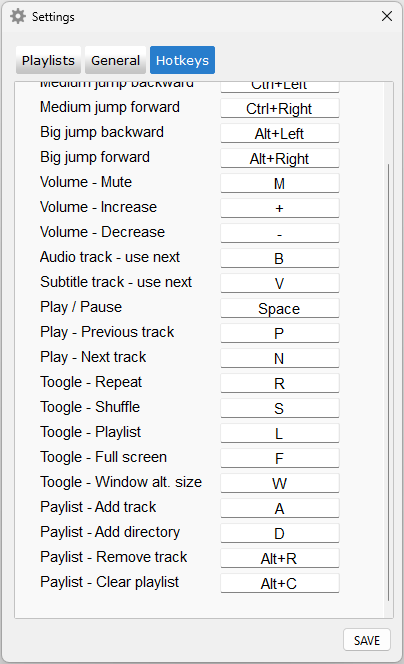 Settings
Playlists General Hotkeys
Medium jump backward Ctrl+Left
Medium jump forward Ctrl+Right
Big jump backward Alt+Left
Big jump forward Alt+Right
Volume - Mute M
Volume - Increase +
Volume - Decrease -
Audio track - use next B
Subtitle track - use next V
Play / Pause Space
Play - Previous track P
Play - Next track N
Toogle - Repeat R
Toogle - Shuffle S
Toogle - Playlist L
Toogle - Full screen F
Toogle - Window alt. size W
Paylist - Add track A
Paylist - Add directory D
Paylist - Remove track Alt+R
Paylist - Clear playlist Alt+C
SAVE